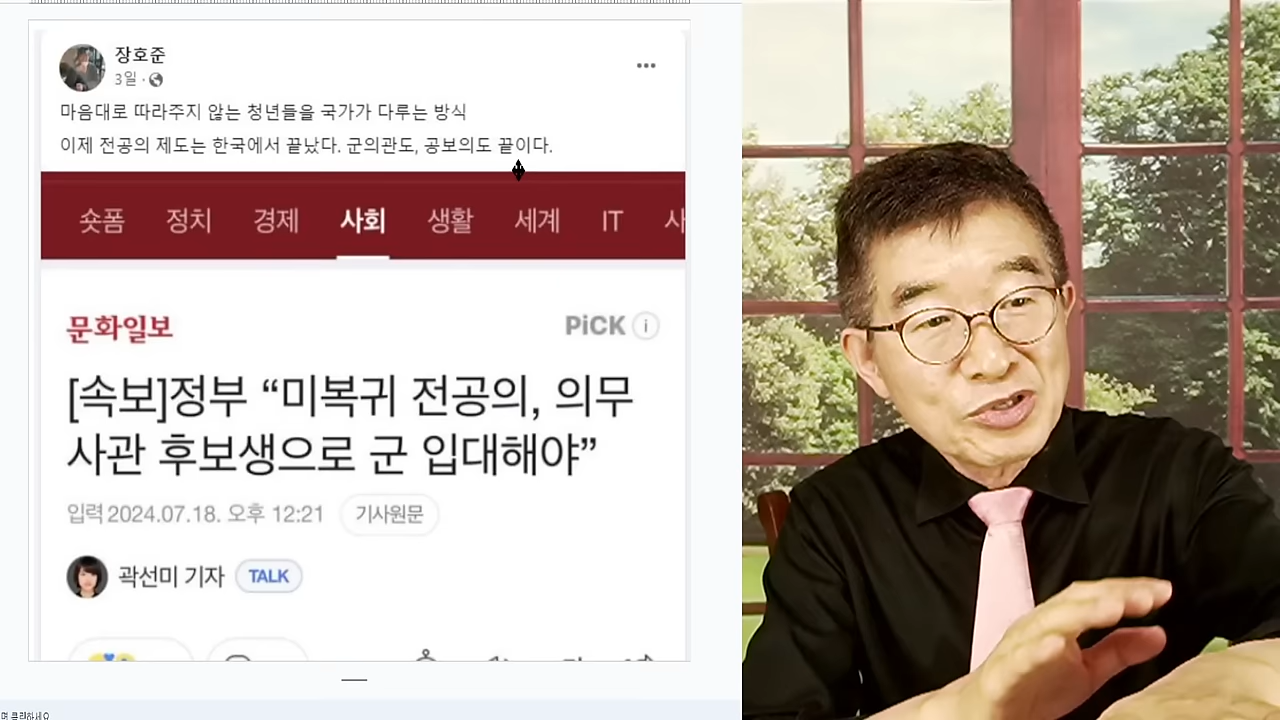 장호준
3일
마음대로 따라주지 않는 청년들을 국가가 다루는 방식
이제 전공의 제도는 한국에서 끝났다. 군의관도, 공보의도 끝이다.
숏폼 정치 경제 사회 생활 세계 IT 사
문화일보
PiCK
[속보]정부 “미복귀 전공의, 의무
사관 후보생으로 군 입대해야”
입력 2024.07.18. 오후 12:21 기사원문
곽선미 기자 TALK